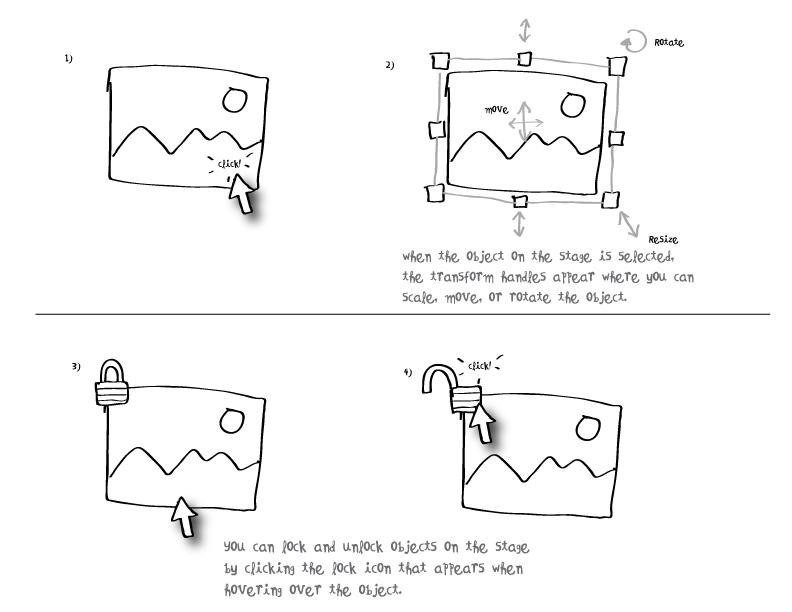 1)
click!
2)
Rotate
move
Resize
when the object on the stage is selected,
the transform handles appear where you can
scale, move, or rotate the object.
3)
4)
click!
you can lock and unlock objects on the stage
by clicking the lock icon that appears when
hovering over the object.